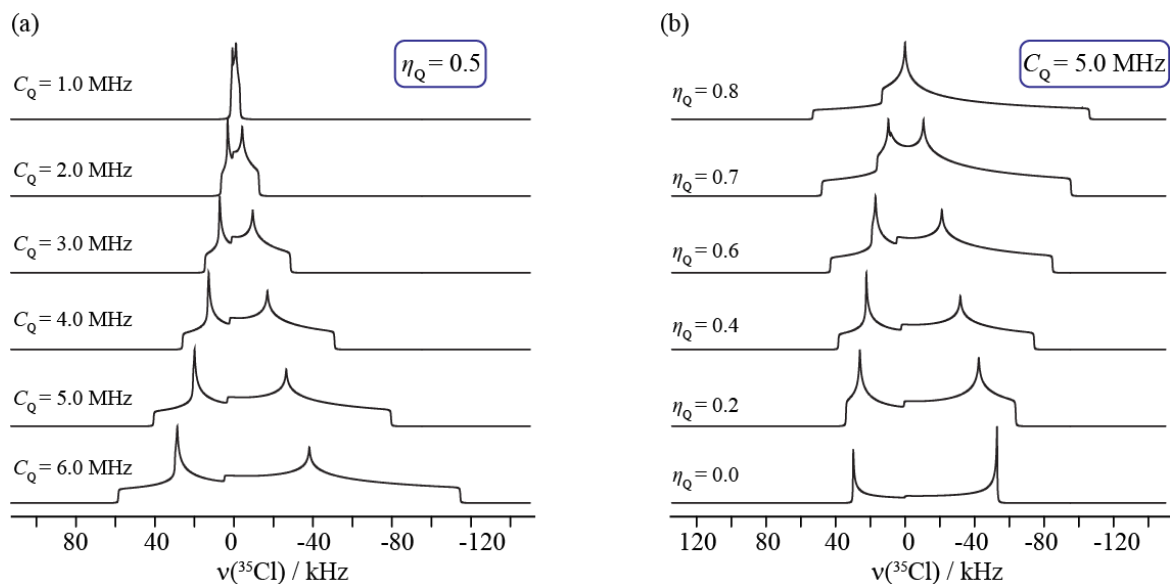 (a)
η_Q = 0.5
C_Q = 1.0 MHz
C_Q = 2.0 MHz
C_Q = 3.0 MHz
C_Q = 4.0 MHz
C_Q = 5.0 MHz
C_Q = 6.0 MHz
80 40 0 -40 -80 -120
ν(³⁵Cl) / kHz
(b)
C_Q = 5.0 MHz
η_Q = 0.8
η_Q = 0.7
η_Q = 0.6
η_Q = 0.4
η_Q = 0.2
η_Q = 0.0
120 80 40 0 -40 -80 -120
ν(³⁵Cl) / kHz